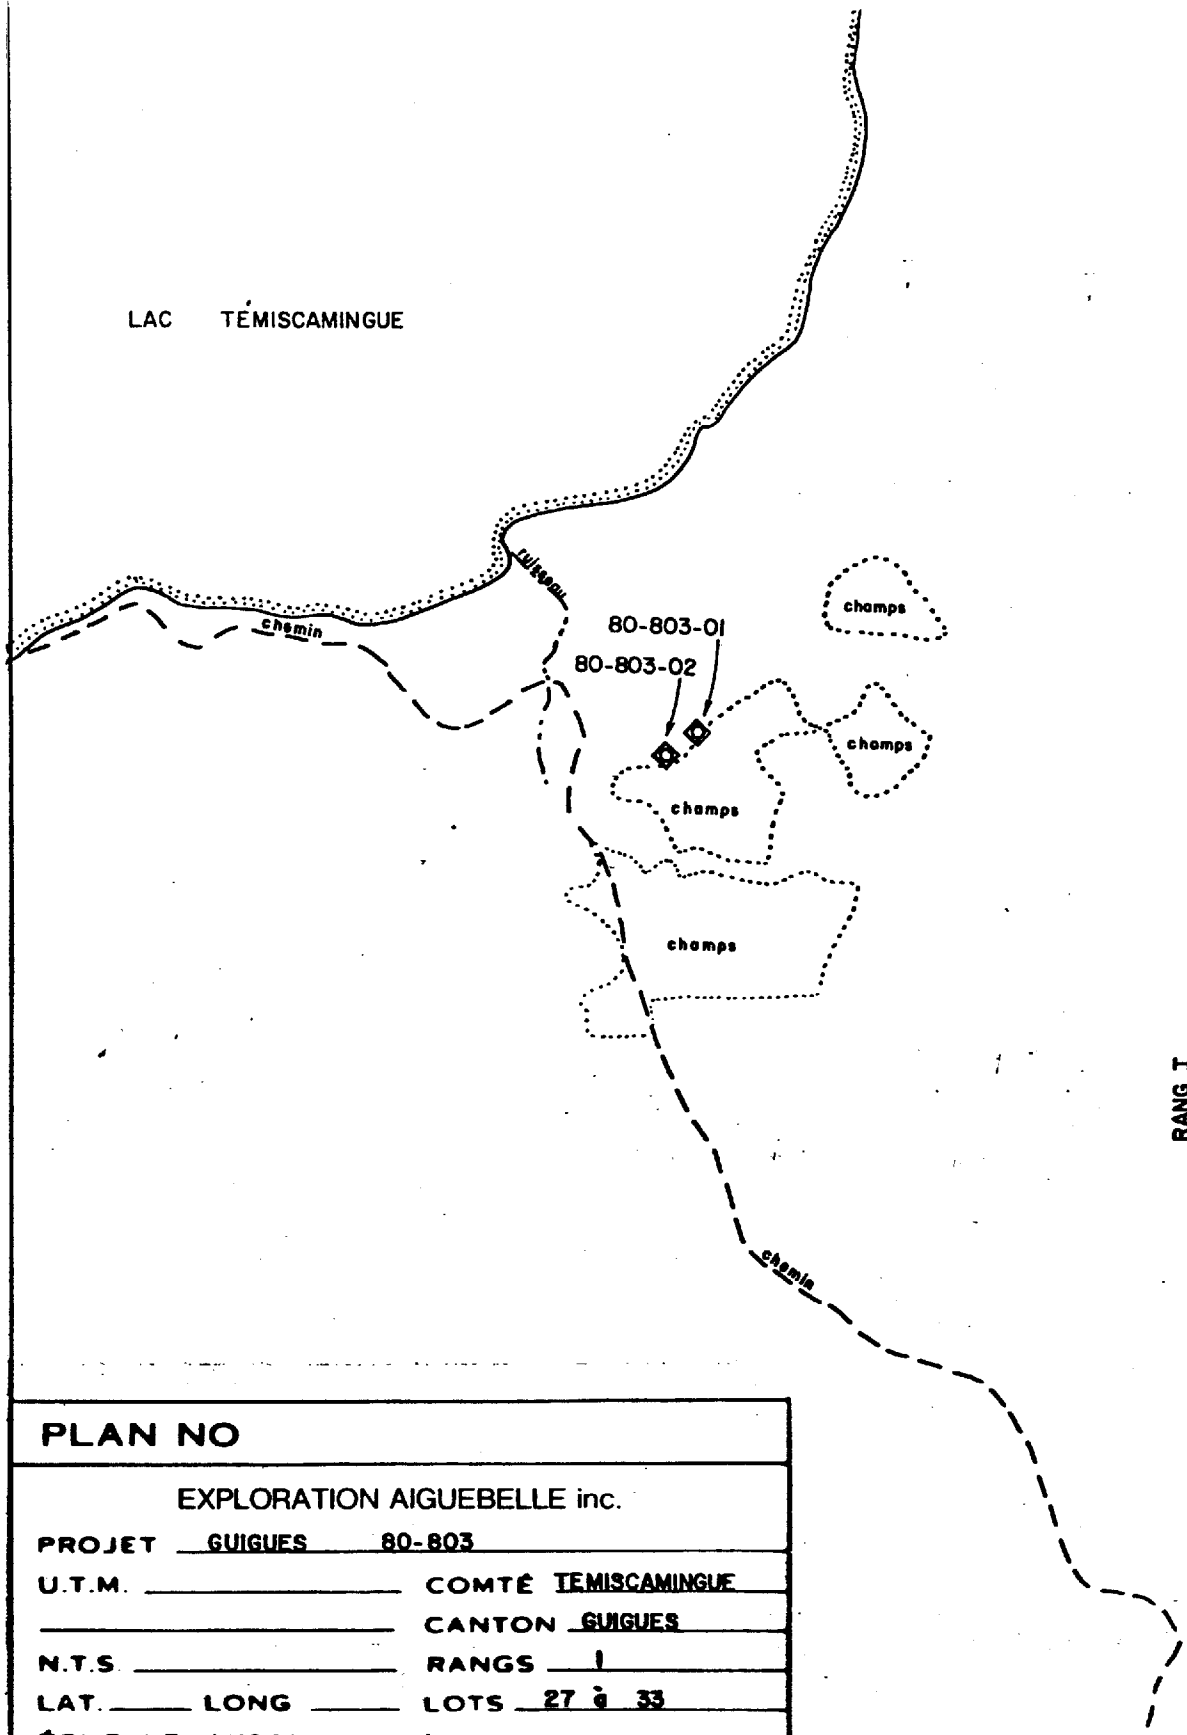 LAC TÉMISCAMINGUE
ruisseau
chemin
80-803-01
80-803-02
champs
champs
champs
champs
RANG I
chemin
PLAN NO
EXPLORATION AIGUEBELLE inc.
PROJET GUIGUES 80-803
U.T.M. COMTÉ TEMISCAMINGUE
CANTON GUIGUES
N.T.S. RANGS I
LAT. LONG LOTS 27 à 33